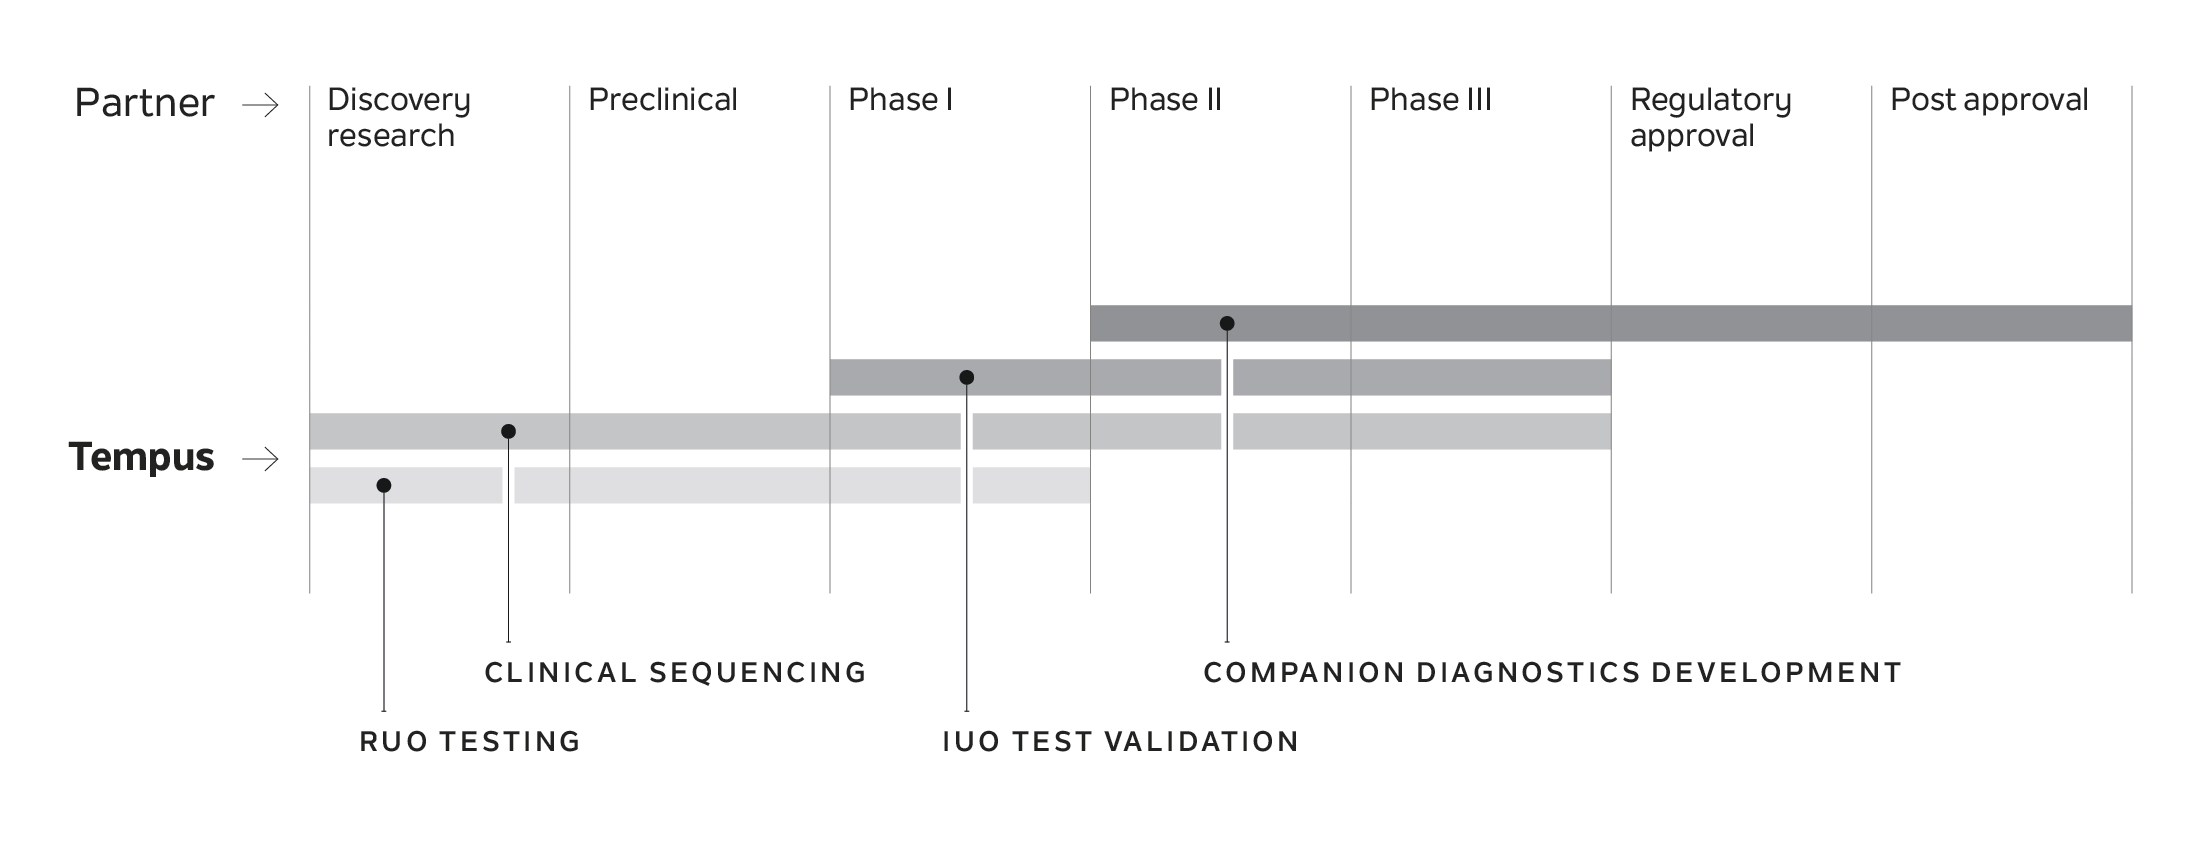 Partner
Discovery
research
Preclinical
Phase I
Phase II
Phase III
Regulatory
approval
Post approval
Tempus
CLINICAL SEQUENCING
COMPANION DIAGNOSTICS DEVELOPMENT
RUO TESTING
IUO TEST VALIDATION